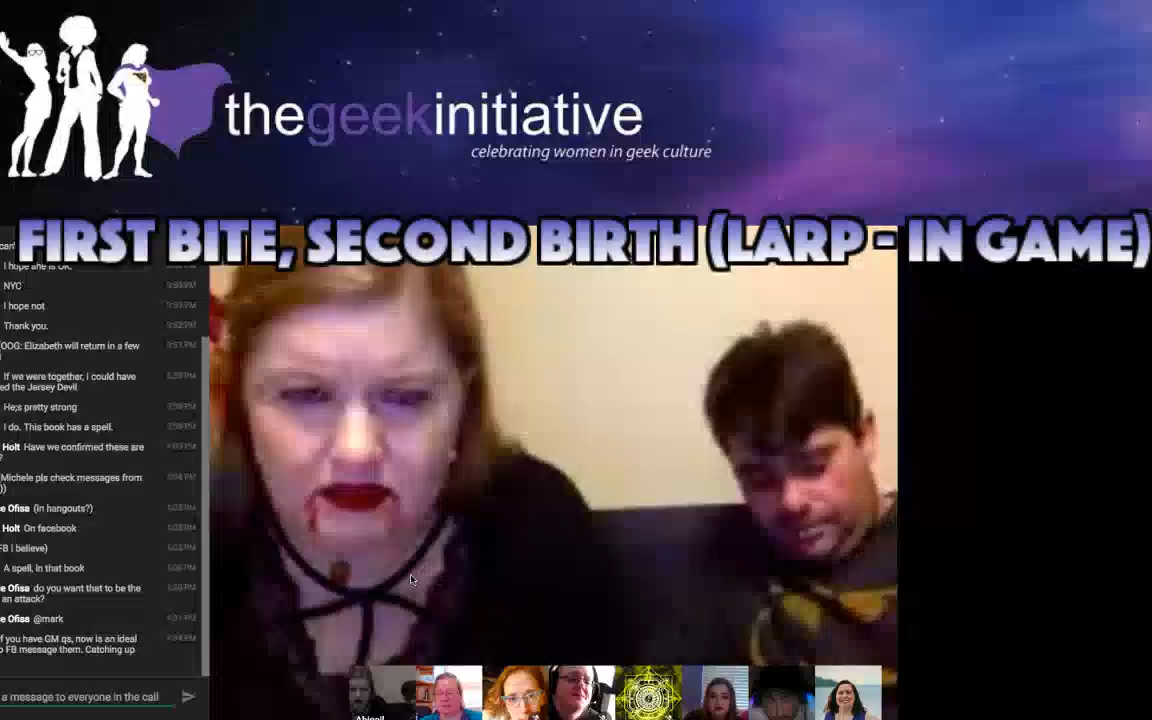 thegeekinitiative
celebrating women in geek culture
FIRST BITE, SECOND BIRTH (LARP - IN GAME)
I hope she is OK.
NYC
I hope not
Thank you.
OOG: Elizabeth will return in a few
If we were together, I could have
ed the Jersey Devil
He;s pretty strong
I do. This book has a spell.
Holt Have we confirmed these are
?
Michele pls check messages from
))
e Ofisa (in hangouts?)
Holt On facebook
FB I believe)
A spell, in that book
e Ofisa do you want that to be the
an attack?
e Ofisa @mark
f you have GM qs, now is an ideal
o FB message them. Catching up
a message to everyone in the call
Abigail